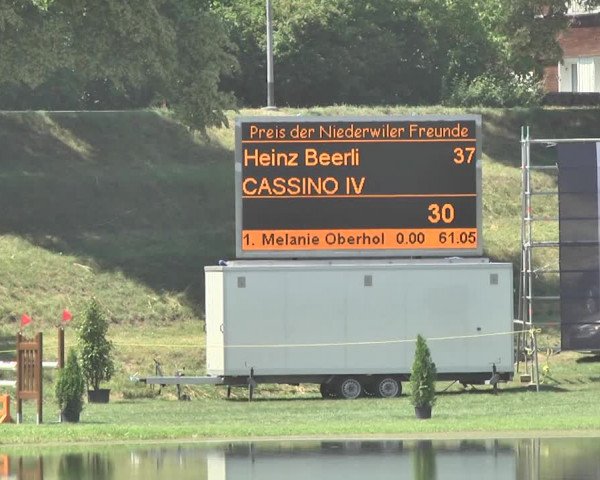 Preis der Niederwiler Freunde
Heinz Beerli 37
CASSINO IV
30
1. Melanie Oberhol 0.00 61.05